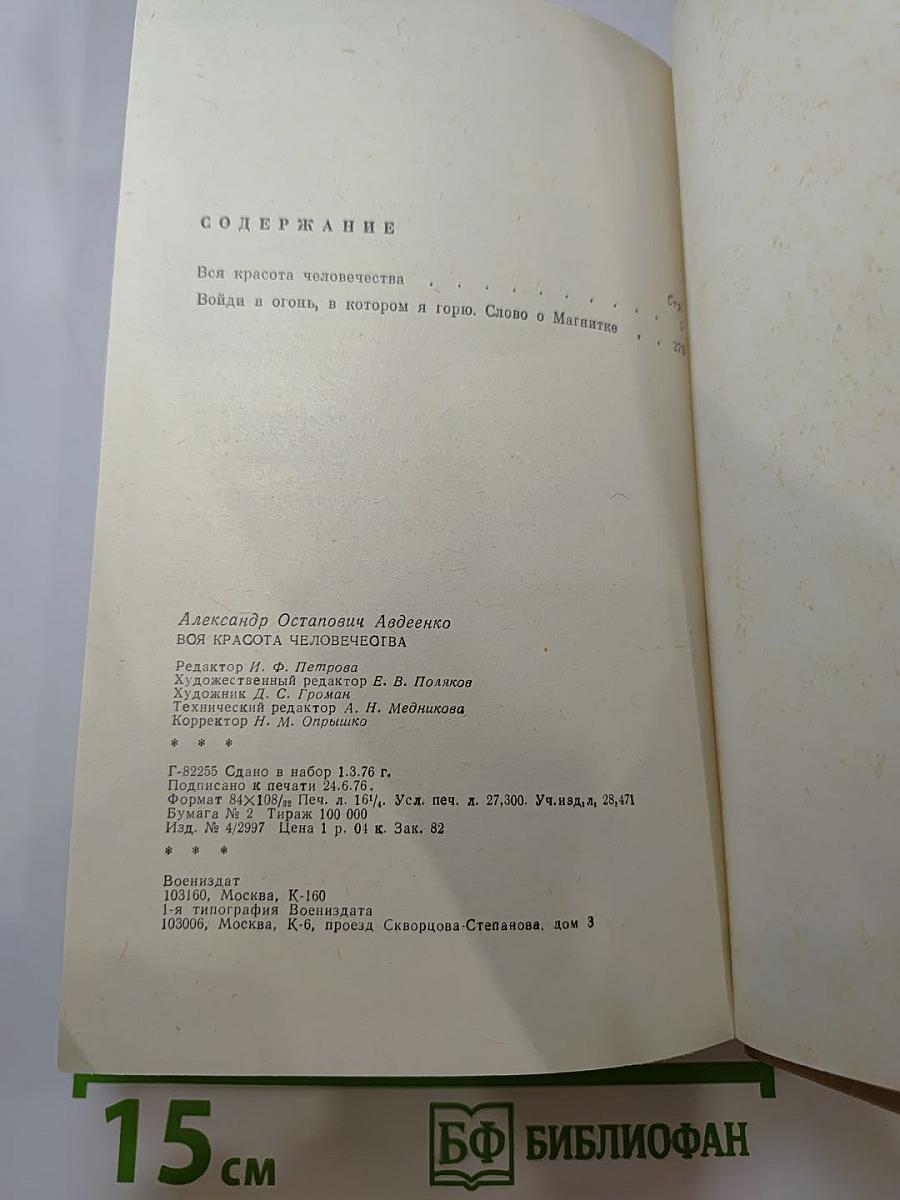 СОДЕРЖАНИЕ
Стр.
Вся красота человечества . . . . . . . . . . 5
Войди в огонь, в котором я горю. Слово о Магнитке . . 278
Александр Остапович Авдеенко
ВСЯ КРАСОТА ЧЕЛОВЕЧЕСТВА
Редактор И. Ф. Петрова
Художественный редактор Е. В. Поляков
Художник Д. С. Громан
Технический редактор А. Н. Медникова
Корректор Н. М. Опрышко
* * *
Г-82255 Сдано в набор 1.3.76 г.
Подписано к печати 24.6.76.
Формат 84×108/32 Печ. л. 16¹/₄. Усл. печ. л. 27,300. Уч.изд,л, 28,471
Бумага № 2 Тираж 100 000
Изд. № 4/2997 Цена 1 р. 04 к. Зак. 82
* * *
Воениздат
103160, Москва, К-160
1-я типография Воениздата
103006, Москва, К-6, проезд Скворцова-Степанова, дом 3
15 см
БФ БИБЛИОФАН